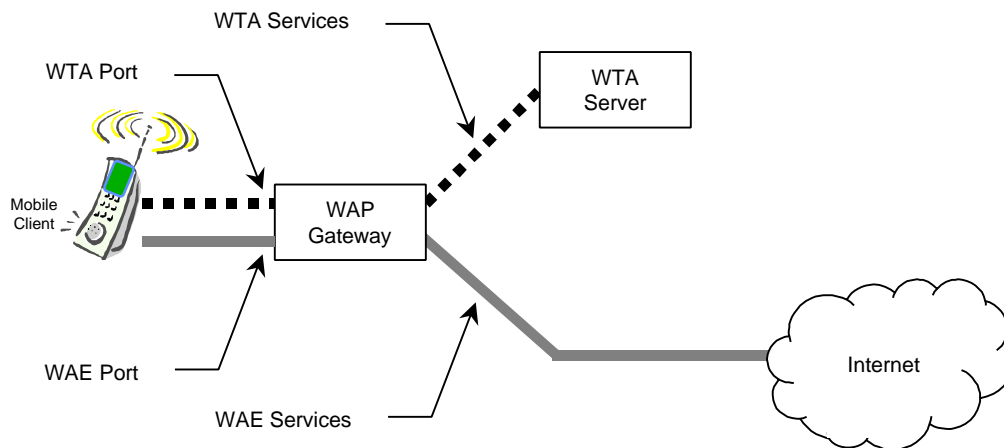 WTA Services
WTA Port
WTA
Server
Mobile
Client
WAP
Gateway
Internet
WAE Port
WAE Services